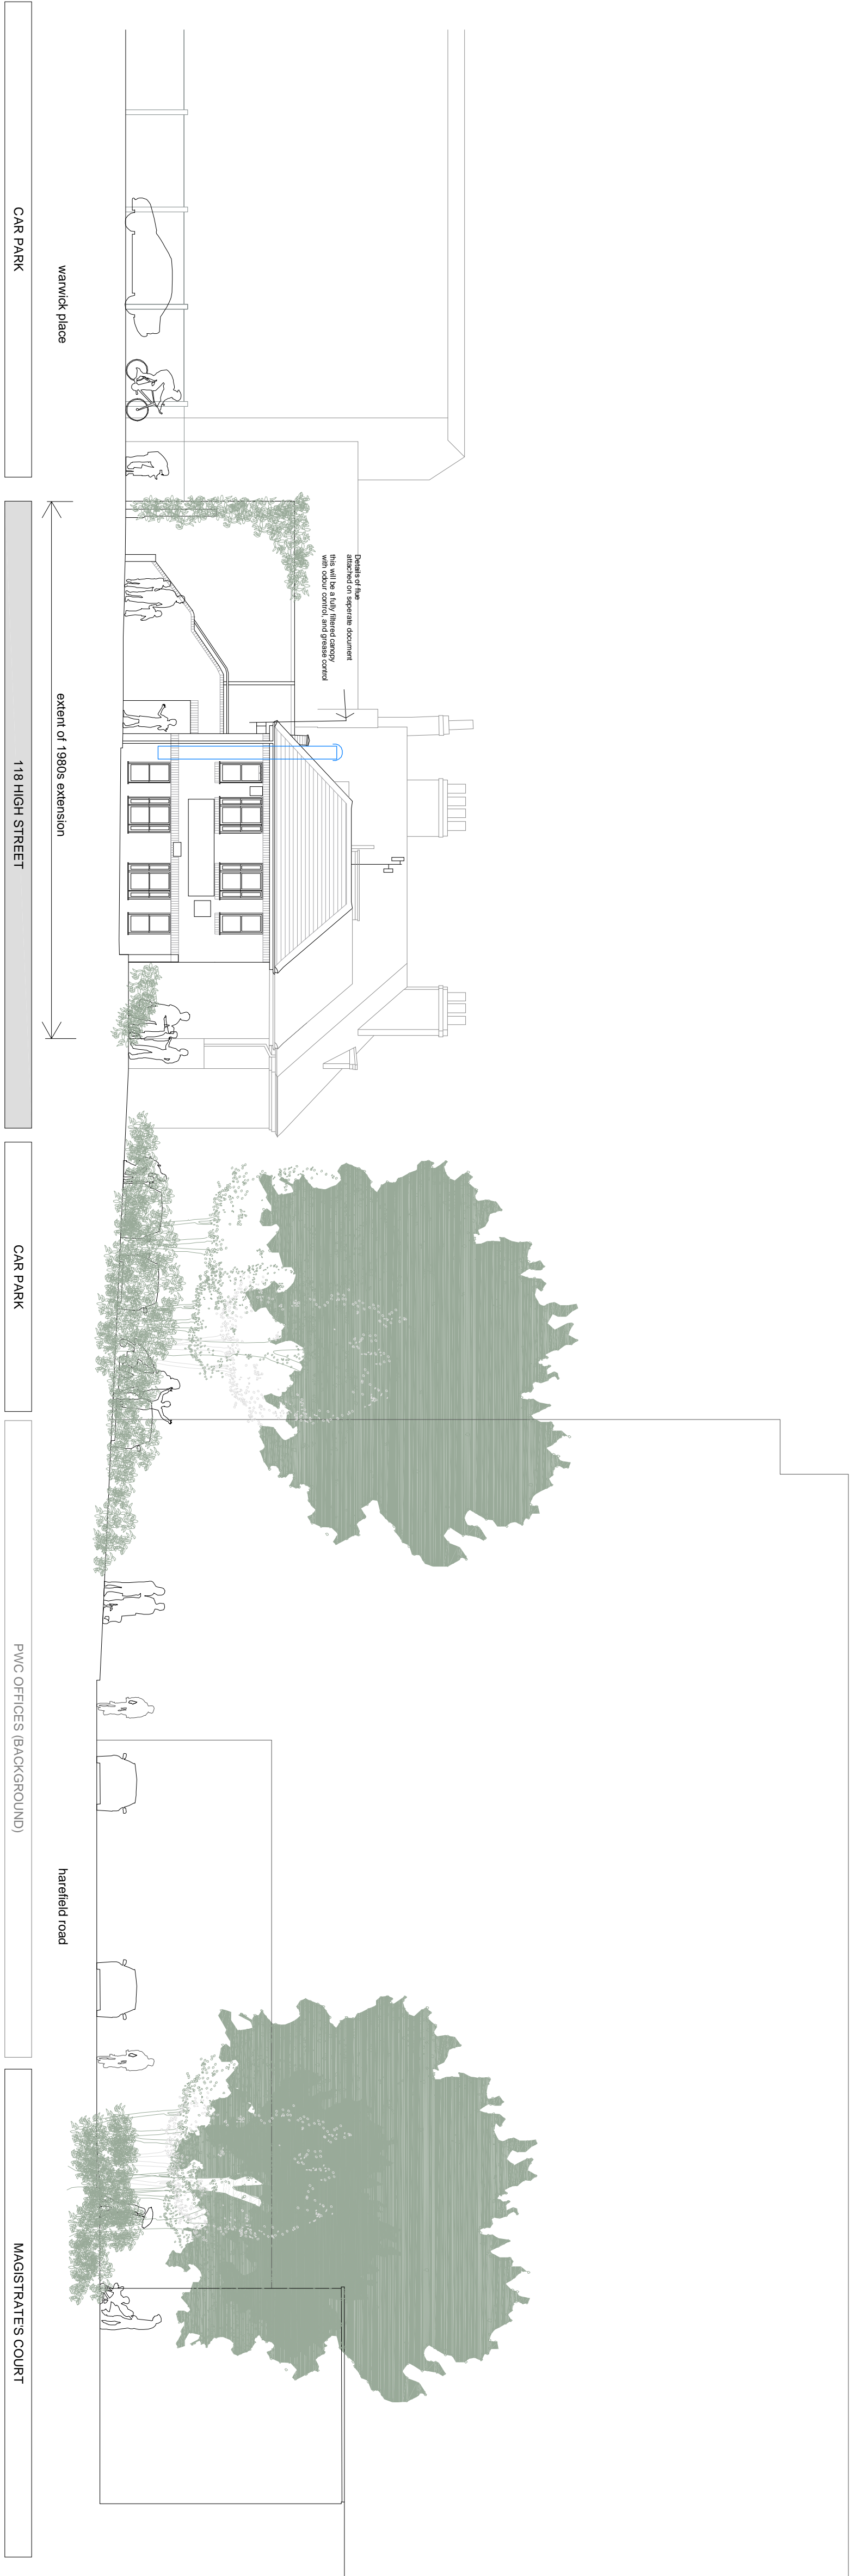 Details of flue
attached on seperate document
this will be a fully filtered canopy
with odour control, and grease control
warwick place
extent of 1980s extension
harefield road
CAR PARK
118 HIGH STREET
CAR PARK
PWC OFFICES (BACKGROUND)
MAGISTRATE'S COURT